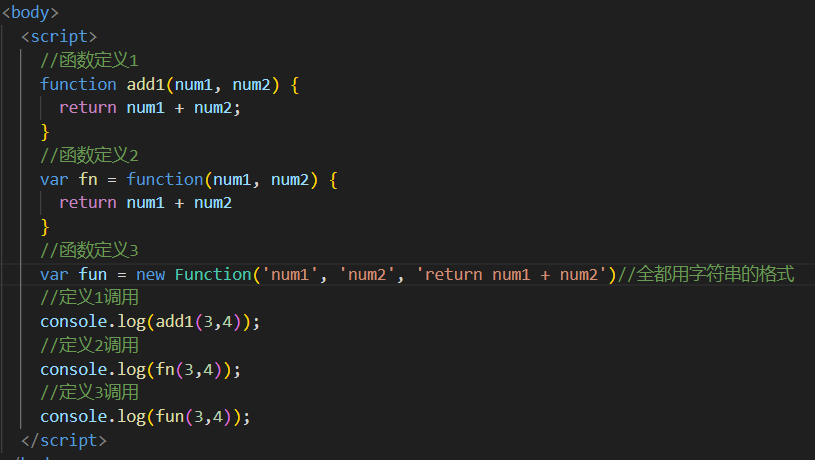 <body>
<script>
//函数定义1
function add1(num1, num2) {
return num1 + num2;
}
//函数定义2
var fn = function(num1, num2) {
return num1 + num2
}
//函数定义3
var fun = new Function('num1', 'num2', 'return num1 + num2')//全都用字符串的格式
//定义1调用
console.log(add1(3,4));
//定义2调用
console.log(fn(3,4));
//定义3调用
console.log(fun(3,4));
</script>